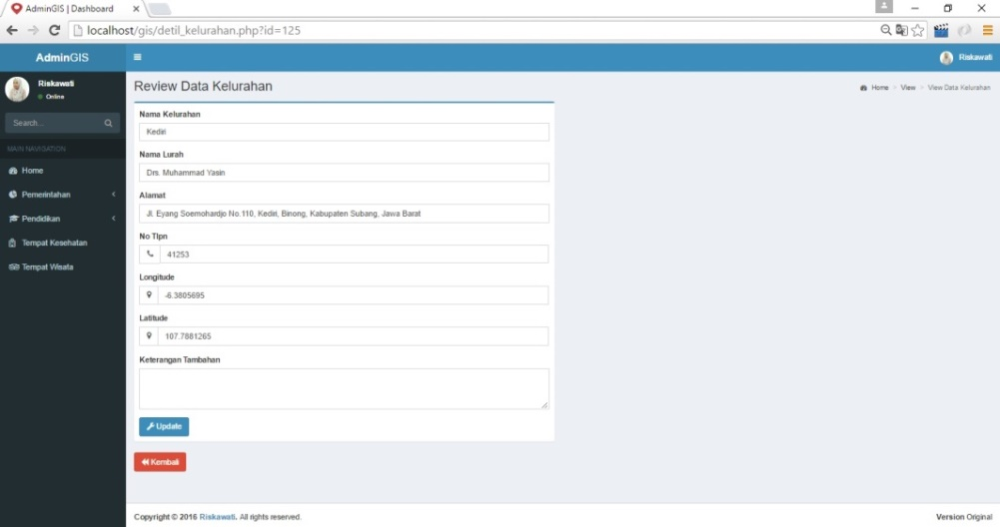 AdminGIS | Dashboard
localhost/gis/detil_kelurahan.php?id=125
AdminGIS
Riskawati
Riskawati
Online
Search...
MAIN NAVIGATION
Home
Pemerintahan
Pendidikan
Tempat Kesehatan
Tempat Wisata
Review Data Kelurahan
Home > View > View Data Kelurahan
Nama Kelurahan
Kediri
Nama Lurah
Drs. Muhammad Yasin
Alamat
Jl. Eyang Soemohardjo No.110, Kediri, Binong, Kabupaten Subang, Jawa Barat
No Tlpn
41253
Longitude
-6.3805695
Latitude
107.7881265
Keterangan Tambahan
Update
Kembali
Copyright © 2016 Riskawati. All rights reserved.
Version Original